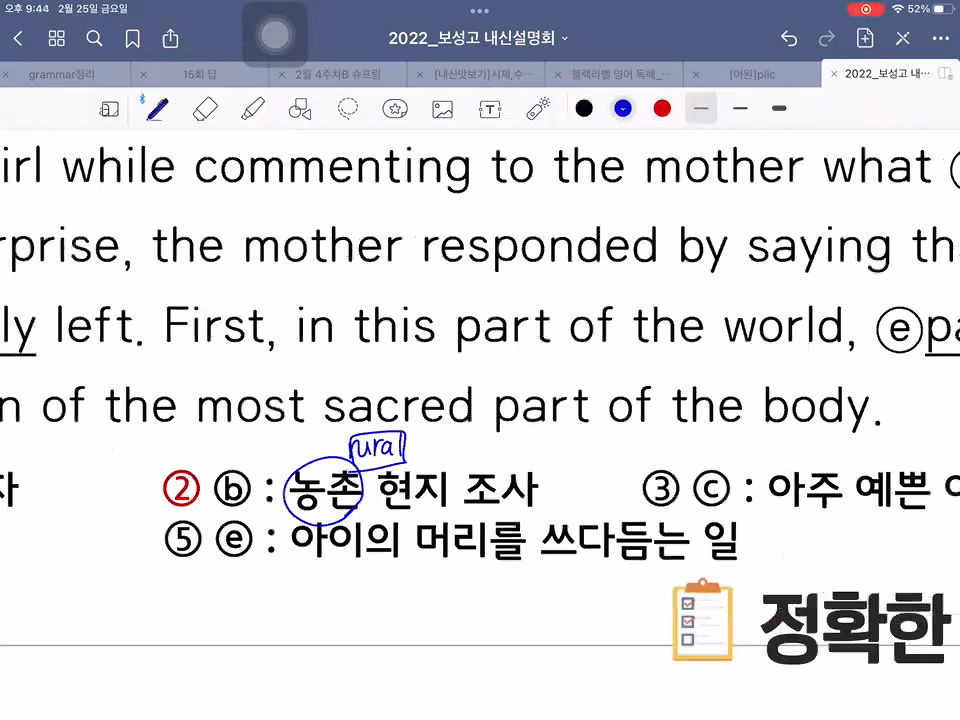 오후 9:44 2월 25일 금요일
52%
2022_보성고 내신설명회
grammar정리
15회 답
2월 4주차B 슈프림
[내신맛보기]시제,수…
블랙라벨 영어 독해_…
[어원]plic
2022_보성고 내…
irl while commenting to the mother what
rprise, the mother responded by saying tha
ly left. First, in this part of the world, ⓔpa
n of the most sacred part of the body.
rural
자 ② ⓑ : 농촌 현지 조사 ③ ⓒ : 아주 예쁜
⑤ ⓔ : 아이의 머리를 쓰다듬는 일
정확한